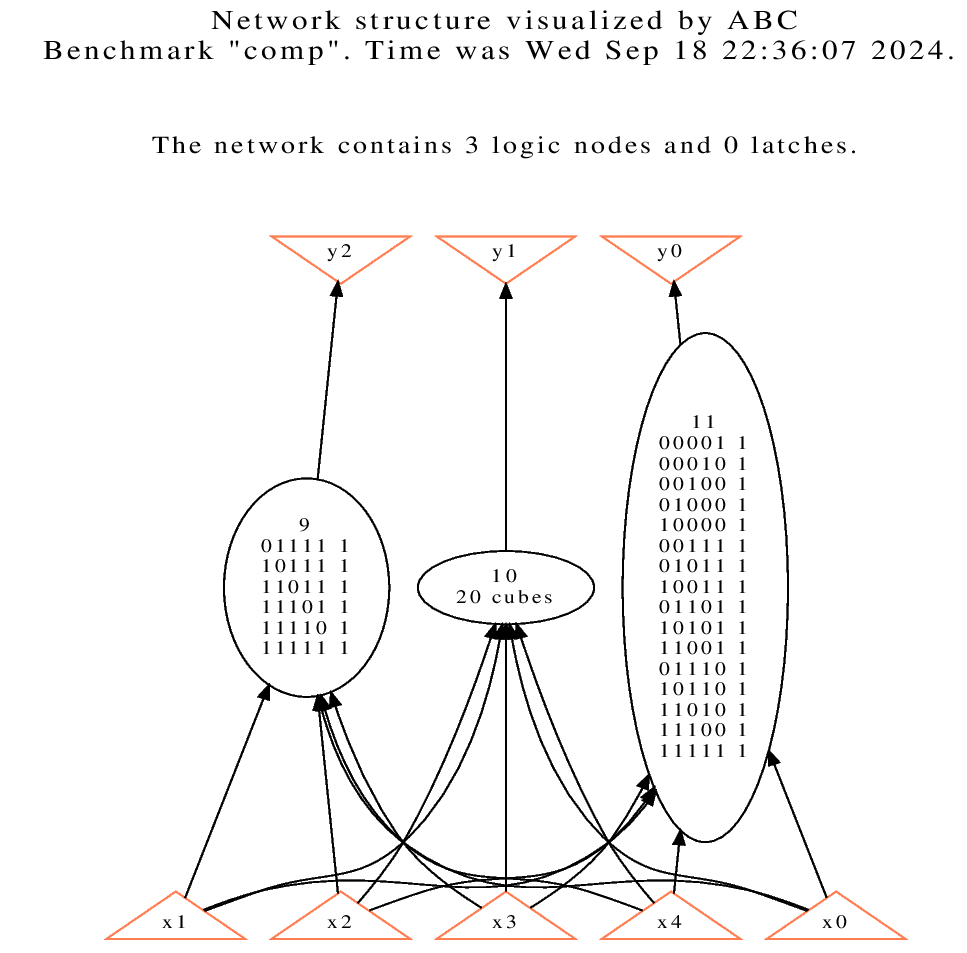 Network structure visualized by ABC
Benchmark "comp". Time was Wed Sep 18 22:36:07 2024.
The network contains 3 logic nodes and 0 latches.
y2
y1
y0
9
01111 1
10111 1
11011 1
11101 1
11110 1
11111 1
10
20 cubes
11
00001 1
00010 1
00100 1
01000 1
10000 1
00111 1
01011 1
10011 1
01101 1
10101 1
11001 1
01110 1
10110 1
11010 1
11100 1
11111 1
x1
x2
x3
x4
x0